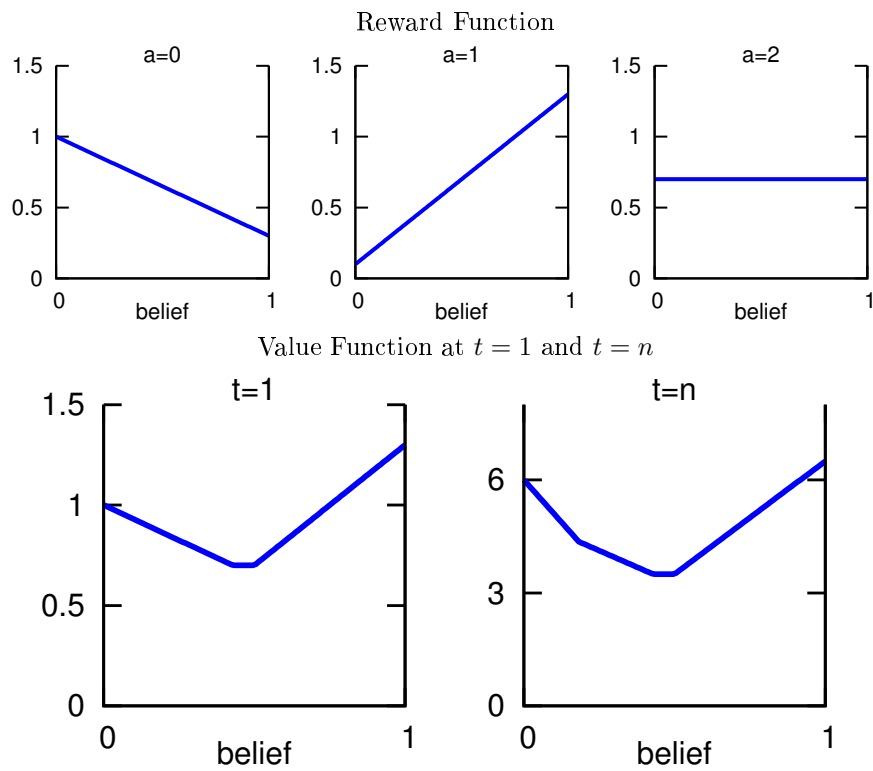 Reward Function
a=0 a=1 a=2
1.5 1.5 1.5
1 1 1
0.5 0.5 0.5
0 0 0
0 1 0 1 0 1
belief belief belief
Value Function at t = 1 and t = n
t=1 t=n
1.5
1 6
0.5 3
0 0
0 1 0 1
belief belief